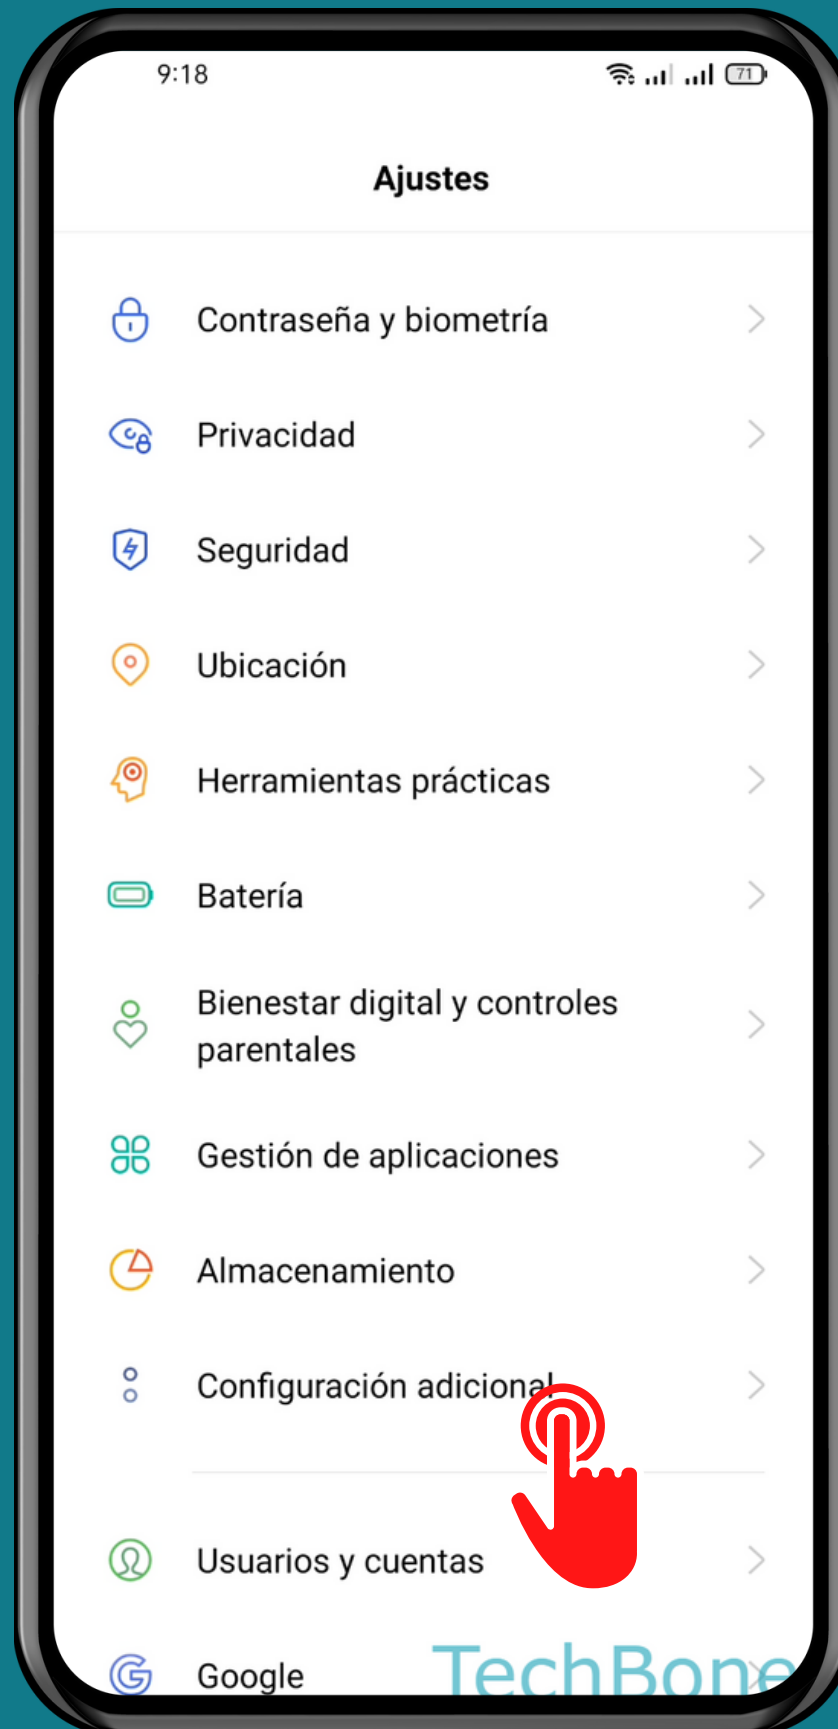 9:18
71
Ajustes
Contraseña y biometría
Privacidad
Seguridad
Ubicación
Herramientas prácticas
Batería
Bienestar digital y controles
parentales
Gestión de aplicaciones
Almacenamiento
Configuración adicional
Usuarios y cuentas
Google
TechBone